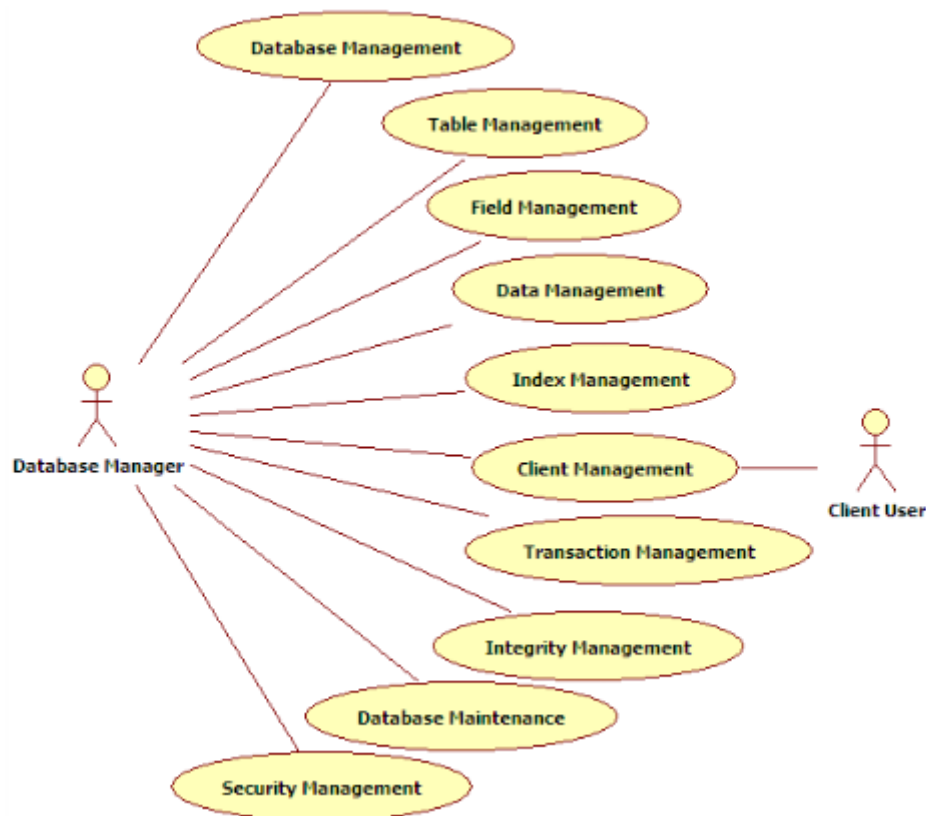 Database Management
Table Management
Field Management
Data Management
Index Management
Database Manager
Client Management
Client User
Transaction Management
Integrity Management
Database Maintenance
Security Management